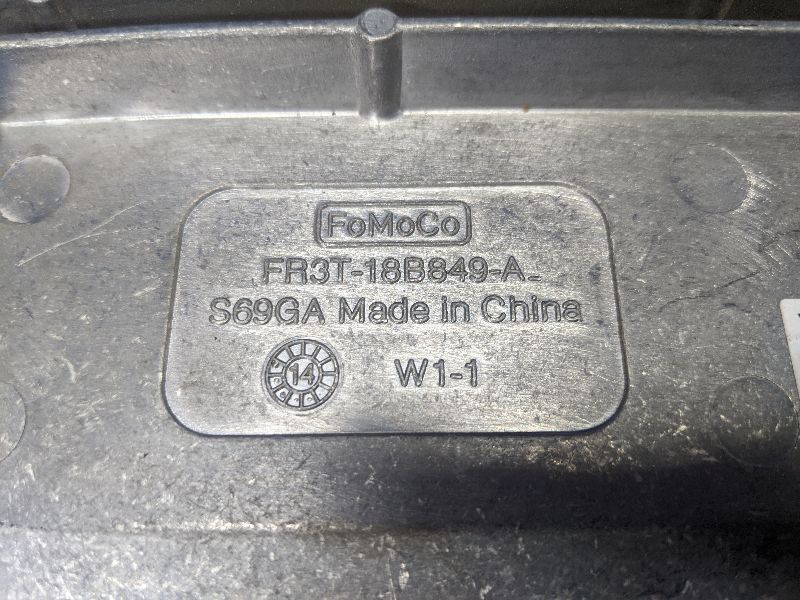 FoMoCo
FR3T-18B849-A
S69GA Made in China
14 W1-1